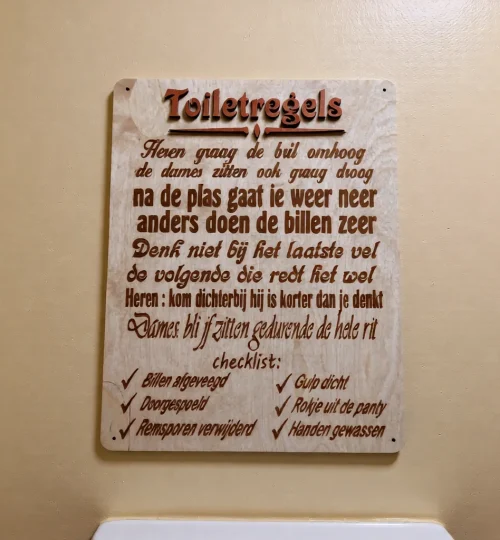 Toiletregels
Heren graag de bril omhoog
de dames zitten ook graag droog
na de plas gaat ie weer neer
anders doen de billen zeer
Denk niet bij het laatste vel
de volgende die redt het wel
Heren : kom dichterbij hij is korter dan je denkt
Dames: blijf zitten gedurende de hele rit
checklist:
✓ Billen afgeveegd ✓ Gulp dicht
✓ Doorgespoeld ✓ Rokje uit de panty
✓ Remsporen verwijderd ✓ Handen gewassen